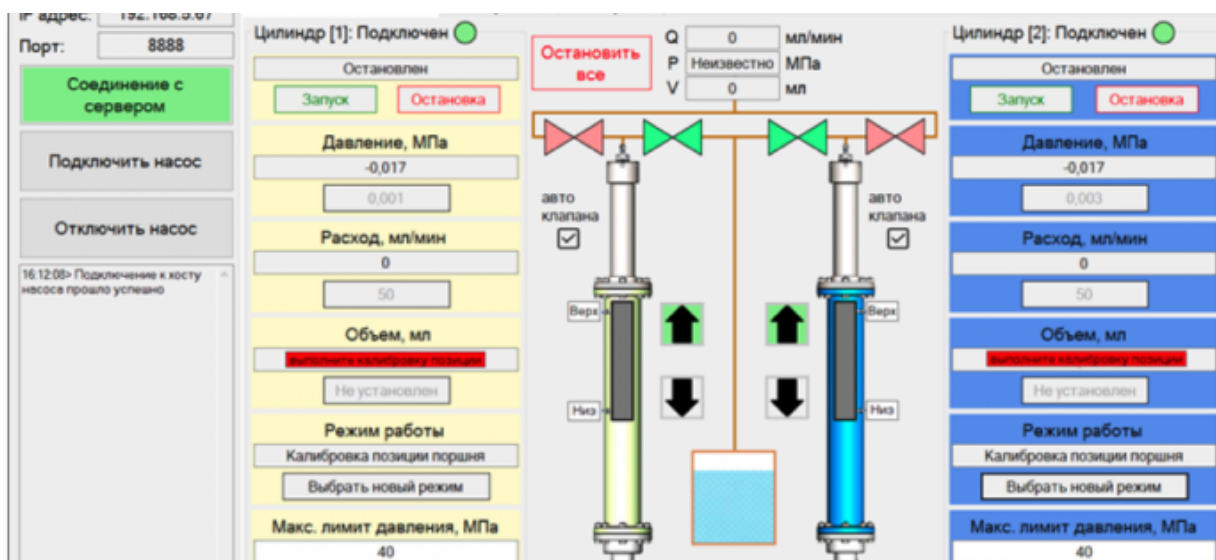 IP адрес: 192.168.5.67
Порт: 8888
Соединение с
сервером
Подключить насос
Отключить насос
16:12:08> Подключение к хосту
насоса прошло успешно
Цилиндр [1]: Подключен
Остановлен
Запуск Остановка
Давление, МПа
-0,017
0,001
Расход, мл/мин
0
50
Объем, мл
выполните калибровку позиции
Не установлен
Режим работы
Калибровка позиции поршня
Выбрать новый режим
Макс. лимит давления, МПа
40
Остановить
все
Q 0 мл/мин
P Неизвестно МПа
V 0 мл
авто
клапана
авто
клапана
Верх
Верх
Низ
Низ
Цилиндр [2]: Подключен
Остановлен
Запуск Остановка
Давление, МПа
-0,017
0,003
Расход, мл/мин
0
50
Объем, мл
выполните калибровку позиции
Не установлен
Режим работы
Калибровка позиции поршня
Выбрать новый режим
Макс. лимит давления, МПа
40